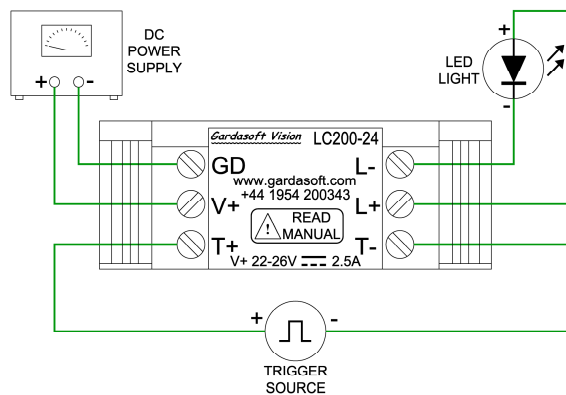 DC
POWER
SUPPLY
+ -
+
LED
LIGHT
-
Gardasoft Vision LC200-24
GD L-
www.gardasoft.com
+44 1954 200343
V+ L+
READ
! MANUAL
T+ T-
V+ 22-26V 2.5A
+ -
TRIGGER
SOURCE